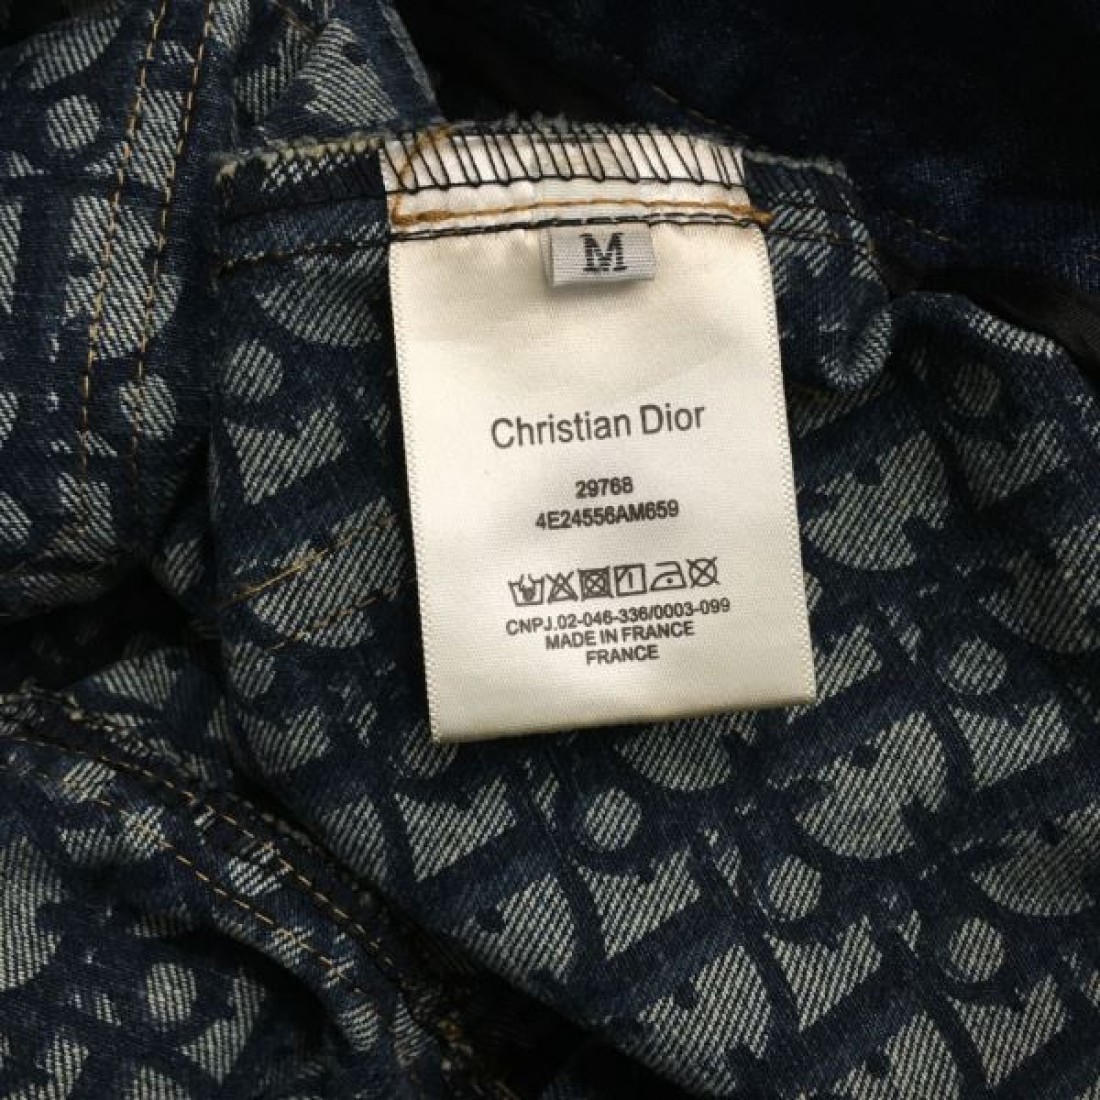 M
Christian Dior
29768
4E24556AM659
CNPJ.02-046-336/0003-099
MADE IN FRANCE
FRANCE